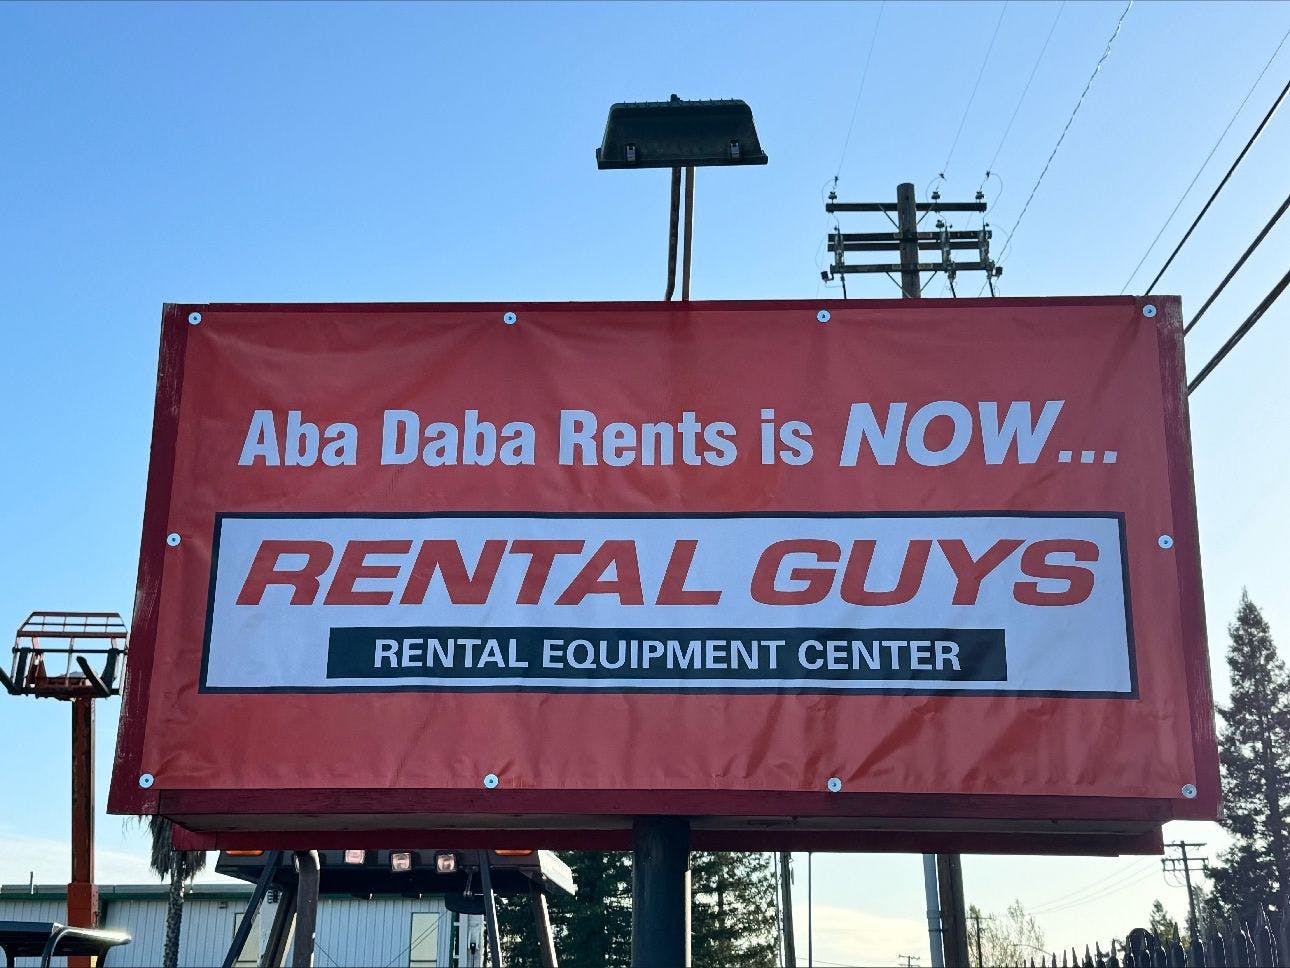 Aba Daba Rents is NOW...
RENTAL GUYS
RENTAL EQUIPMENT CENTER